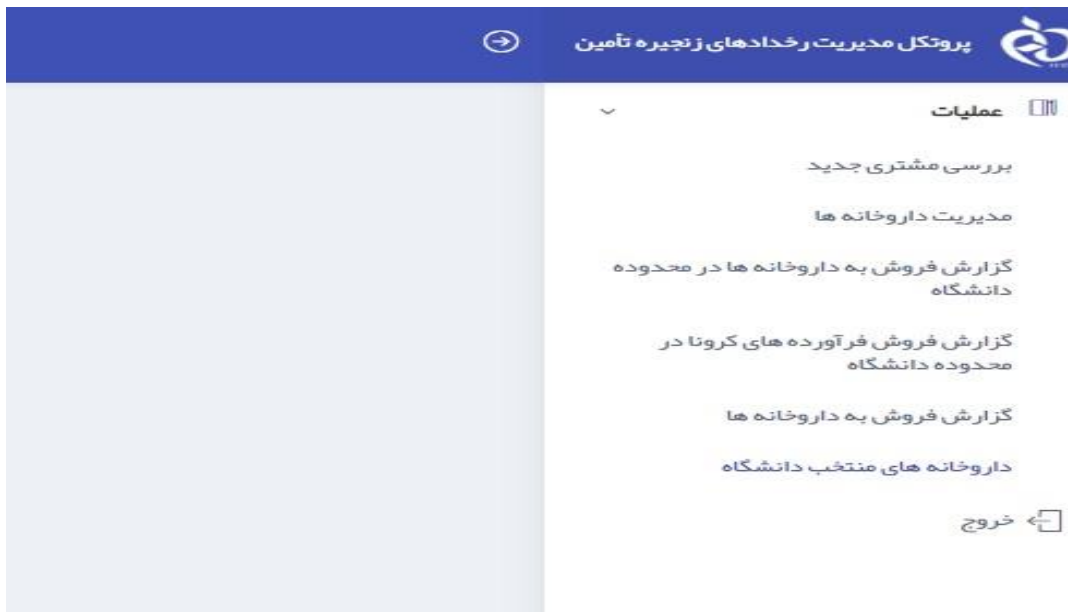 پروتکل مدیریت رخدادهای زنجیره تأمین
عملیات
بررسی مشتری جدید
مدیریت داروخانه ها
گزارش فروش به داروخانه ها در محدوده
دانشگاه
گزارش فروش فرآورده های کرونا در
محدوده دانشگاه
گزارش فروش به داروخانه ها
داروخانه های منتخب دانشگاه
خروج